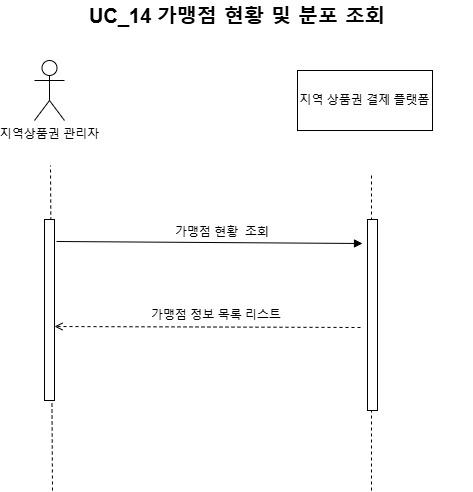 UC_14 가맹점 현황 및 분포 조회
지역상품권 관리자
지역 상품권 결제 플랫폼
가맹점 현황 조회
가맹점 정보 목록 리스트